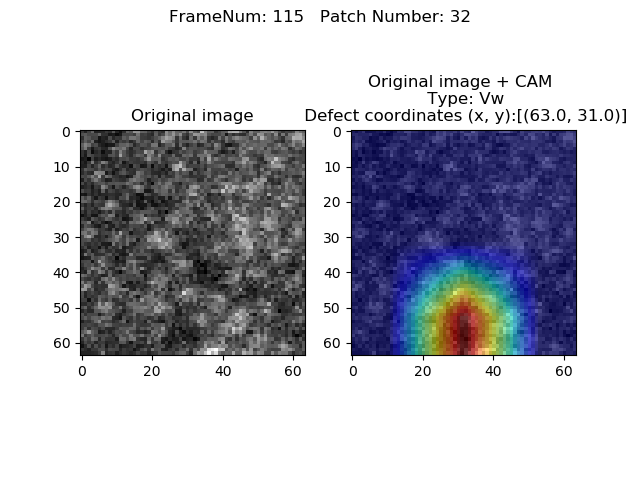 FrameNum: 115   Patch Number: 32
Original image
Original image + CAM
Type: Vw
Defect coordinates (x, y):[(63.0, 31.0)]
0
10
20
30
40
50
60
0 20 40 60
0
10
20
30
40
50
60
0 20 40 60